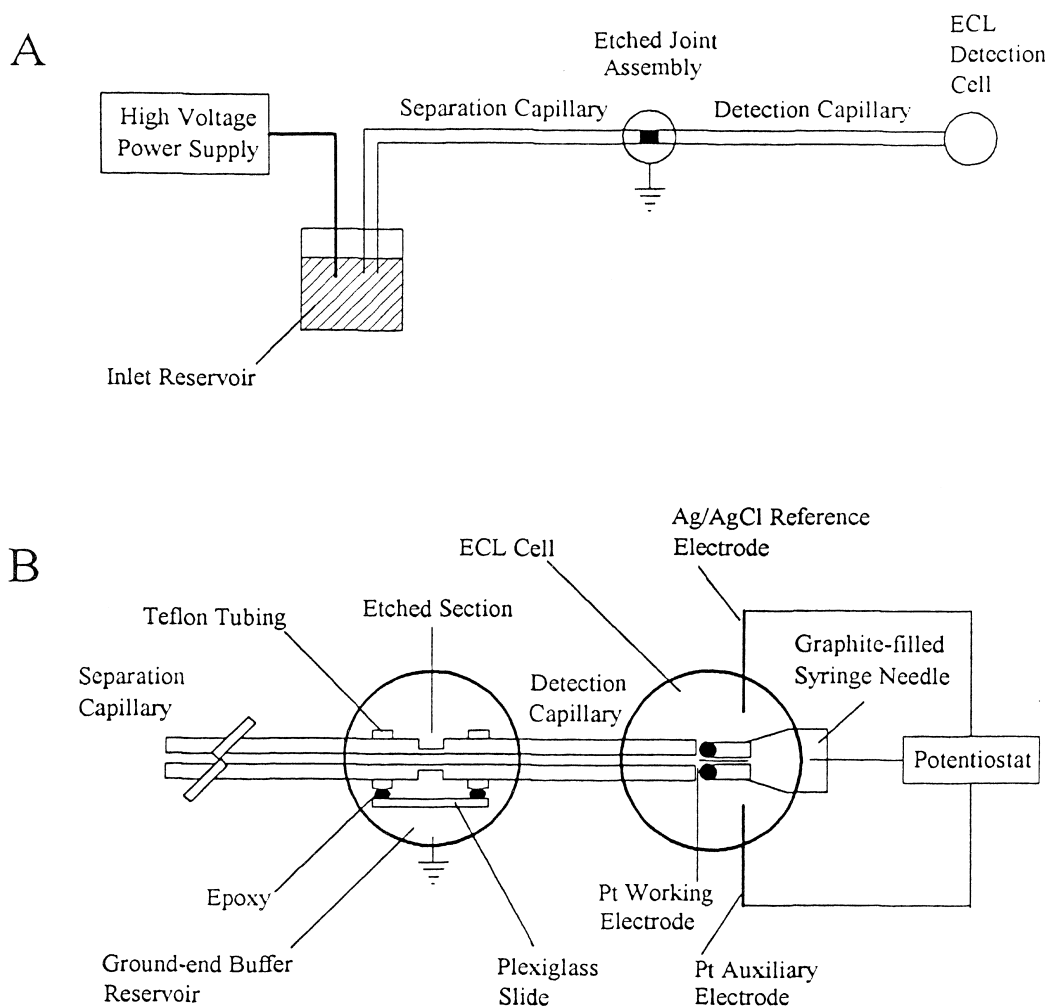 A
ECL
Detection
Cell
Etched Joint
Assembly
High Voltage
Power Supply
Separation Capillary
Detection Capillary
Inlet Reservoir
B
Ag/AgCl Reference
Electrode
ECL Cell
Teflon Tubing
Etched Section
Graphite-filled
Syringe Needle
Separation
Capillary
Detection
Capillary
Potentiostat
Epoxy
Pt Working
Electrode
Ground-end Buffer
Reservoir
Plexiglass
Slide
Pt Auxiliary
Electrode